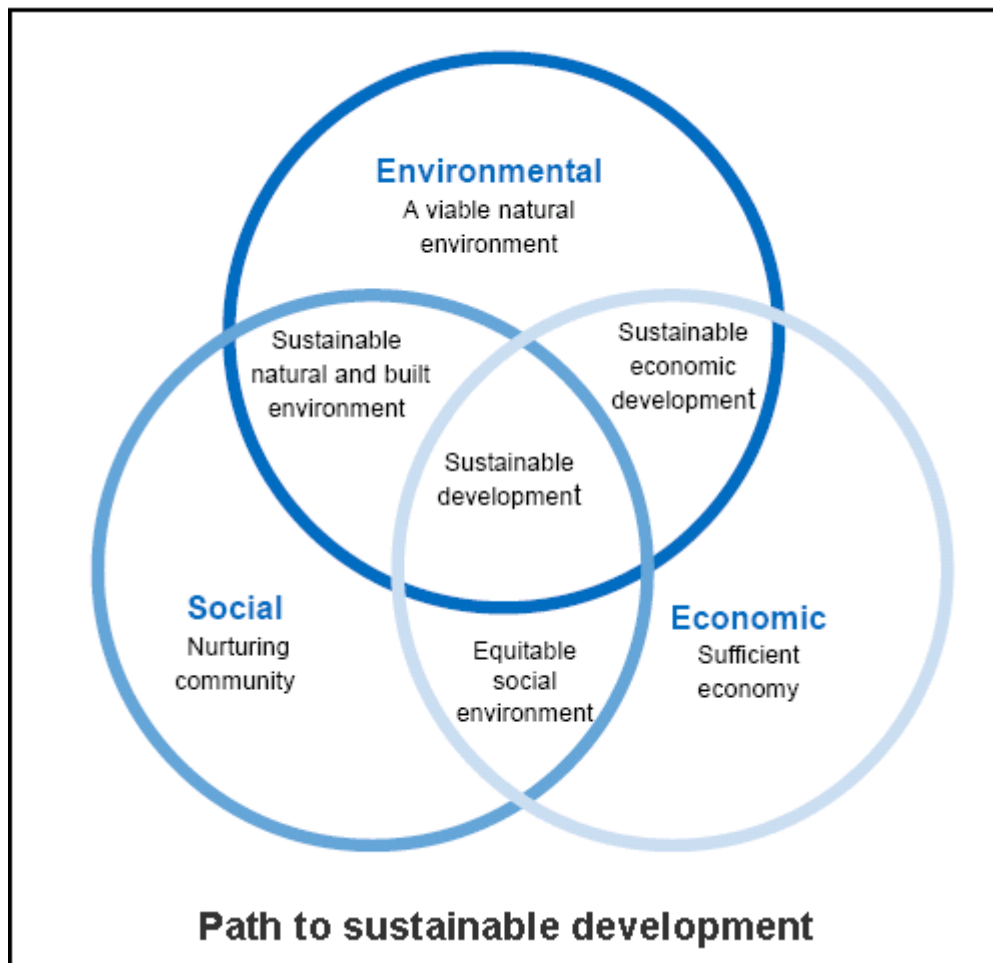 Environmental
A viable natural
environment
Sustainable
natural and built
environment
Sustainable
economic
development
Sustainable
development
Social
Nurturing
community
Equitable
social
environment
Economic
Sufficient
economy
Path to sustainable development